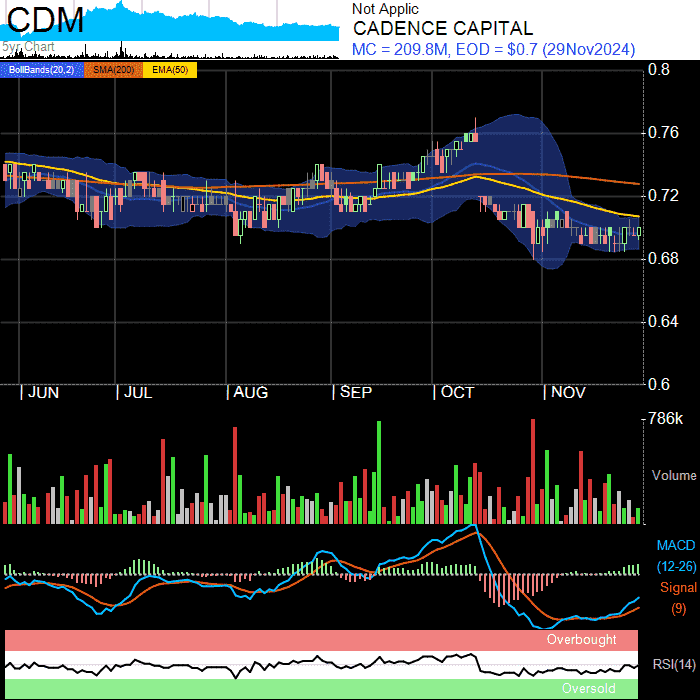 CDM
5yr Chart
Not Applic
CADENCE CAPITAL
MC = 209.8M, EOD = $0.7 (29Nov2024)
BollBands(20,2) SMA(200) EMA(50)
0.8
0.76
0.72
0.68
0.64
0.6
JUN JUL AUG SEP OCT NOV
786k
Volume
MACD
(12-26)
Signal
(9)
Overbought
RSI(14)
Oversold